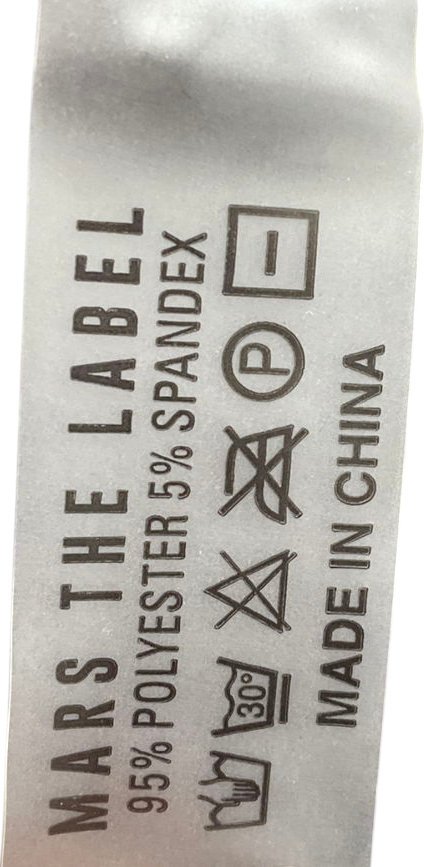 MARS THE LABEL
95% POLYESTER 5% SPANDEX
30° P
MADE IN CHINA